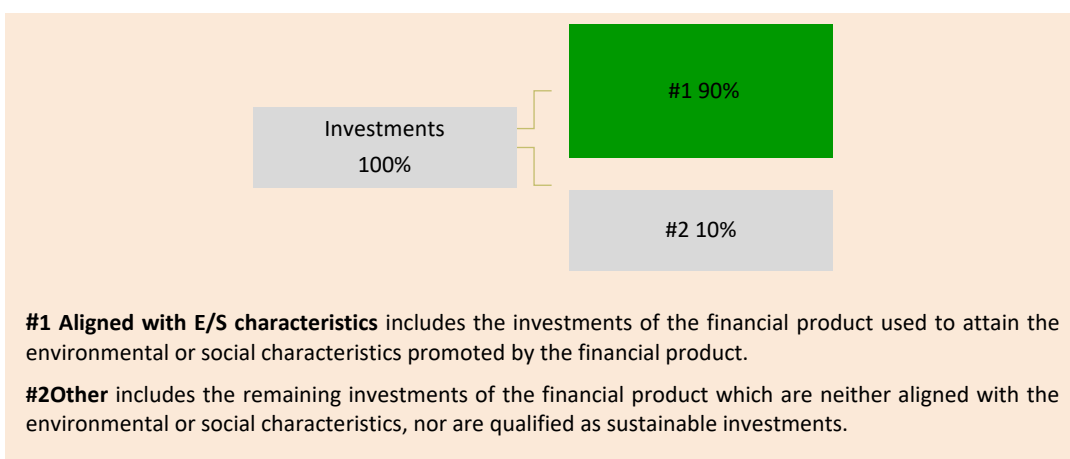 #1 90%
Investments
100%
#2 10%
#1 Aligned with E/S characteristics includes the investments of the financial product used to attain the
environmental or social characteristics promoted by the financial product.
#2Other includes the remaining investments of the financial product which are neither aligned with the
environmental or social characteristics, nor are qualified as sustainable investments.